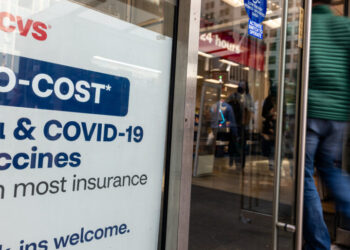 CVS
O-COST*
& COVID-19
ccines
most insurance
k-ins welcome.
24 hours